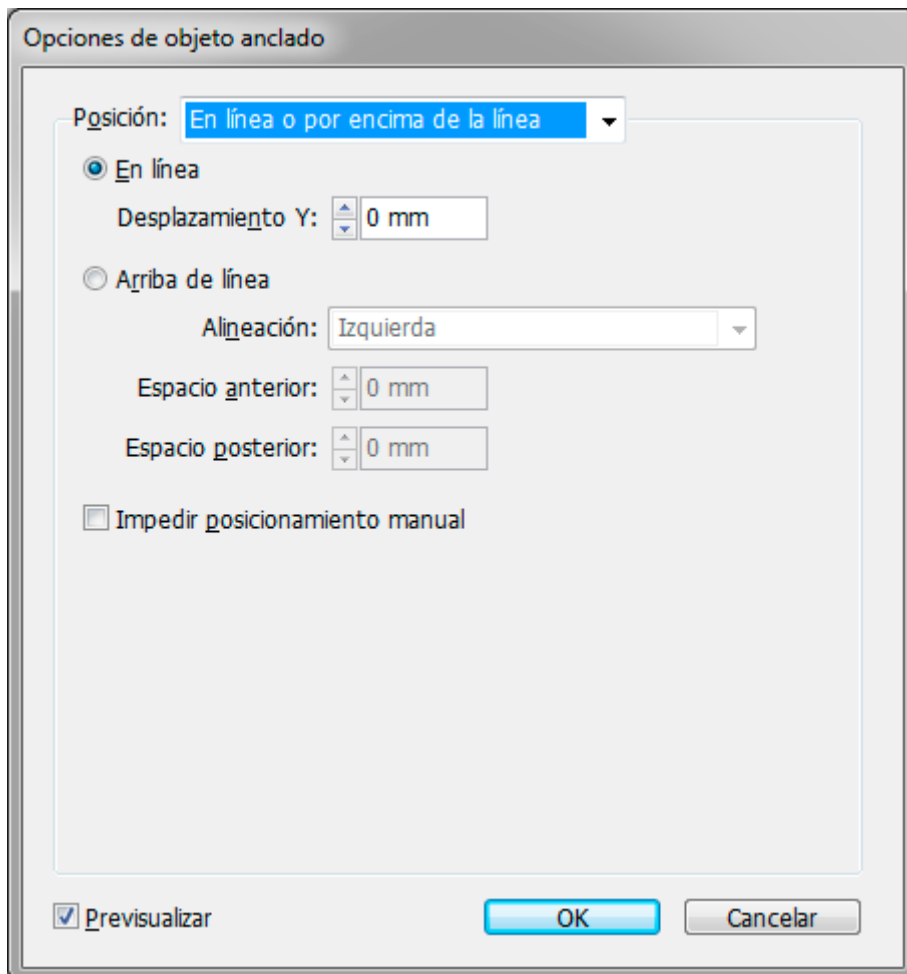 Opciones de objeto anclado
Posición: En línea o por encima de la línea
En línea
Desplazamiento Y: 0 mm
Arriba de línea
Alineación: Izquierda
Espacio anterior: 0 mm
Espacio posterior: 0 mm
Impedir posicionamiento manual
Previsualizar OK Cancelar